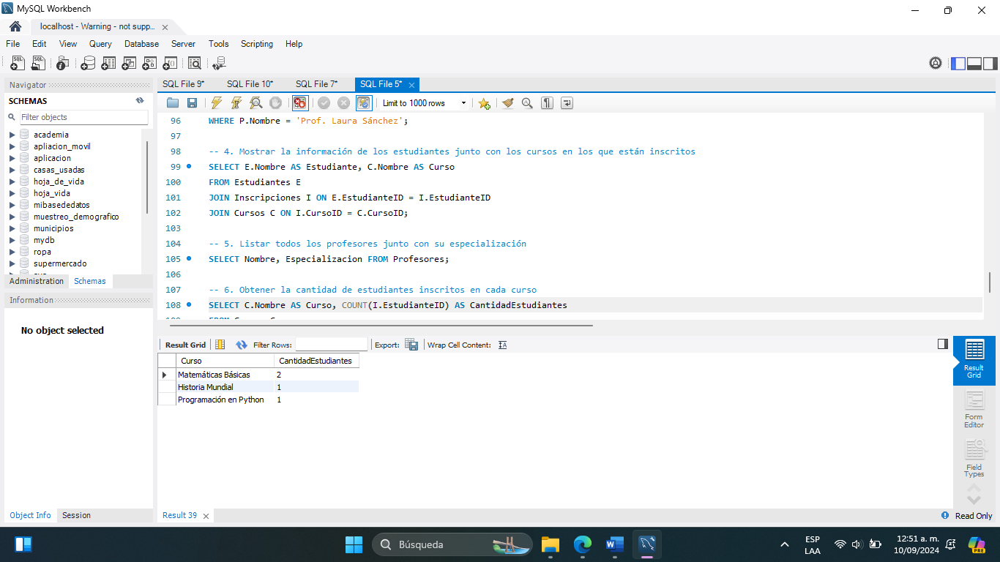 MySQL Workbench
localhost - Warning - not supp...
File Edit View Query Database Server Tools Scripting Help
Navigator
SCHEMAS
Filter objects
academia
apliacion_movil
aplicacion
casas_usadas
hoja_de_vida
hoja_vida
mibasededatos
muestreo_demografico
municipios
mydb
ropa
supermercado
Administration Schemas
Information
No object selected
Object Info Session
SQL File 9* SQL File 10* SQL File 7* SQL File 5*
Limit to 1000 rows
96 WHERE P.Nombre = 'Prof. Laura Sánchez';
97
98 -- 4. Mostrar la información de los estudiantes junto con los cursos en los que están inscritos
99 SELECT E.Nombre AS Estudiante, C.Nombre AS Curso
100 FROM Estudiantes E
101 JOIN Inscripciones I ON E.EstudianteID = I.EstudianteID
102 JOIN Cursos C ON I.CursoID = C.CursoID;
103
104 -- 5. Listar todos los profesores junto con su especialización
105 SELECT Nombre, Especializacion FROM Profesores;
106
107 -- 6. Obtener la cantidad de estudiantes inscritos en cada curso
108 SELECT C.Nombre AS Curso, COUNT(I.EstudianteID) AS CantidadEstudiantes
Result Grid Filter Rows: Export: Wrap Cell Content:
Curso CantidadEstudiantes
Matemáticas Básicas 2
Historia Mundial 1
Programación en Python 1
Result Grid
Form Editor
Field Types
Result 39
Read Only
Búsqueda
ESP
LAA
12:51 a. m.
10/09/2024
PRE